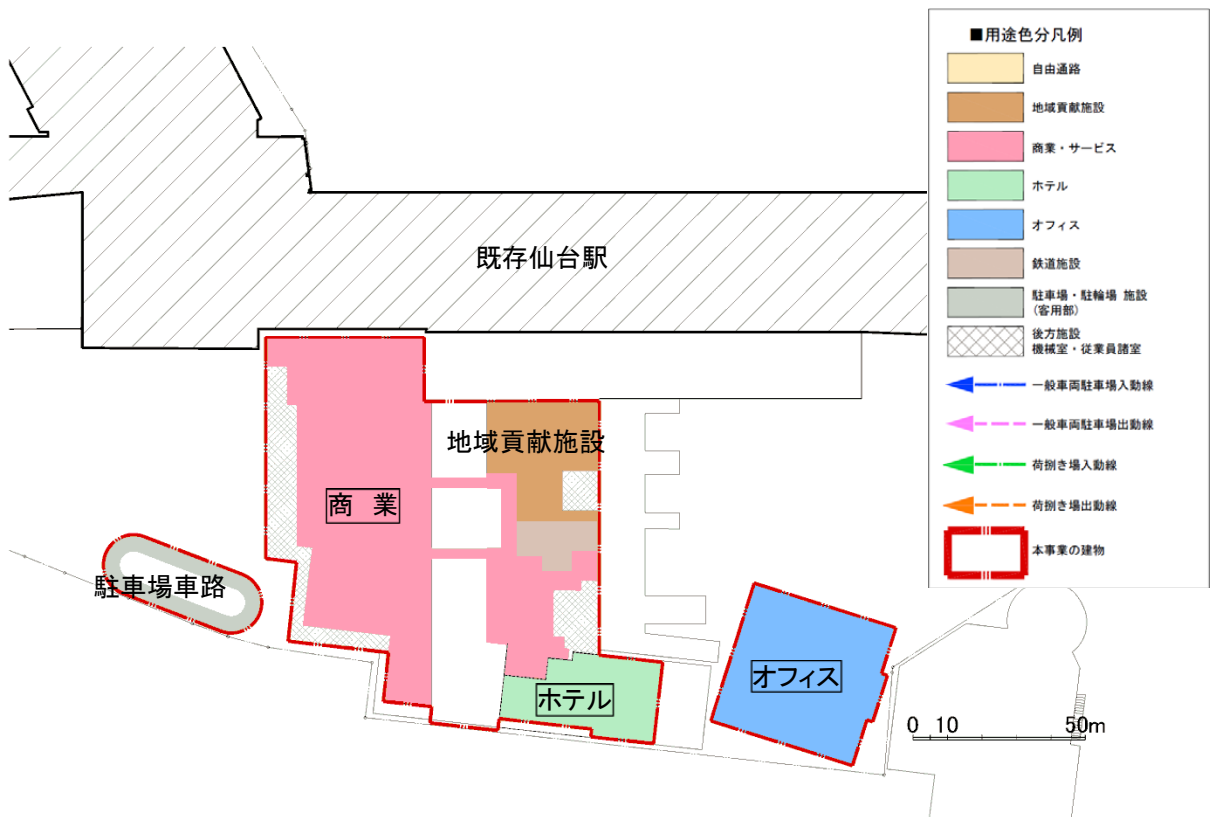 ■用途色分凡例
自由通路
地域貢献施設
商業・サービス
ホテル
オフィス
鉄道施設
駐車場・駐輪場 施設
(客用部)
後方施設
機械室・従業員諸室
一般車両駐車場入動線
一般車両駐車場出動線
荷捌き場入動線
荷捌き場出動線
本事業の建物
既存仙台駅
地域貢献施設
商 業
駐車場車路
ホテル
オフィス
0 10 50m